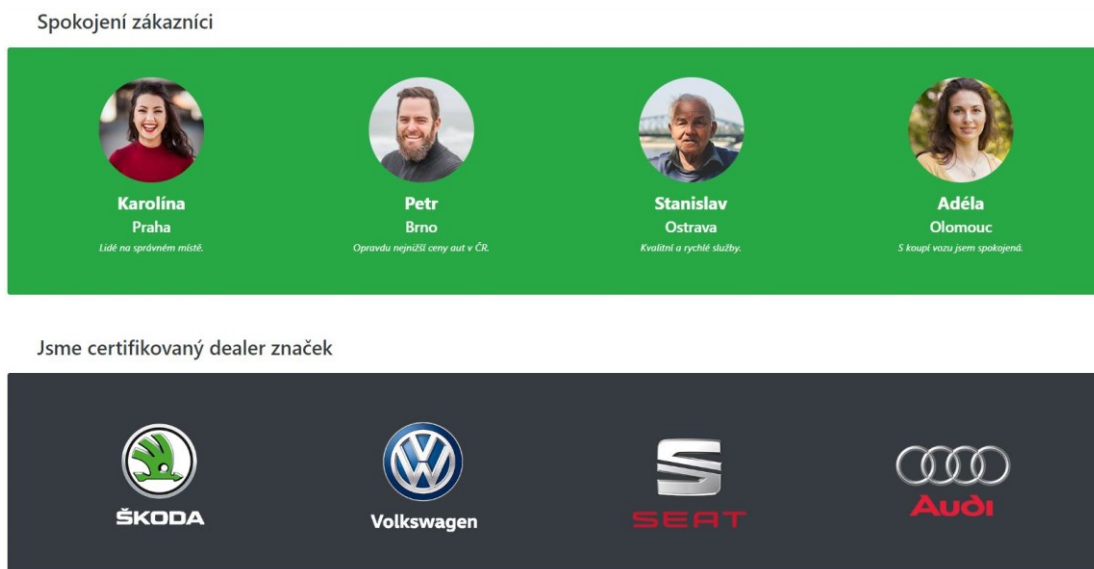 Spokojení zákazníci
Karolína
Praha
Lidé na správném místě.
Petr
Brno
Opravdu nejnižší ceny aut v ČR.
Stanislav
Ostrava
Kvalitní a rychlé služby.
Adéla
Olomouc
S koupí vozu jsem spokojená.
Jsme certifikovaný dealer značek
ŠKODA
Volkswagen
SEAT
Audi